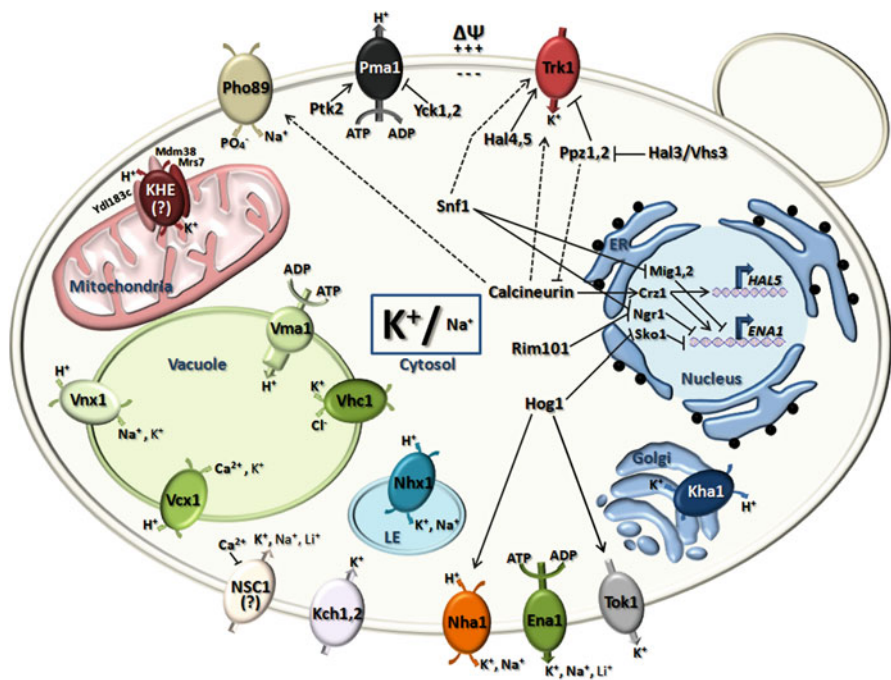 H⁺
ΔΨ
+++
---
Pho89
Pma1
Trk1
Ptk2
Yck1,2
ATP
ADP
K⁺
PO₄⁻
Na⁺
Hal4,5
Ppz1,2
Hal3/Vhs3
Mdm38
Mrs7
H⁺
Ydl183c
KHE
(?)
K⁺
Snf1
ER
Mitochondria
Mig1,2
HAL5
Calcineurin
Crz1
Ngr1
ENA1
Sko1
Rim101
Nucleus
ADP
ATP
Vma1
H⁺
K⁺/ Na⁺
Cytosol
Vacuole
H⁺
Vnx1
Na⁺, K⁺
K⁺
Vhc1
Cl⁻
Hog1
Ca²⁺, K⁺
Vcx1
H⁺
H⁺
Nhx1
K⁺, Na⁺
LE
Golgi
K⁺
Kha1
H⁺
Ca²⁺
K⁺, Na⁺, Li⁺
NSC1
(?)
K⁺
Kch1,2
H⁺
Nha1
K⁺, Na⁺
ATP
ADP
Ena1
K⁺, Na⁺, Li⁺
Tok1
K⁺